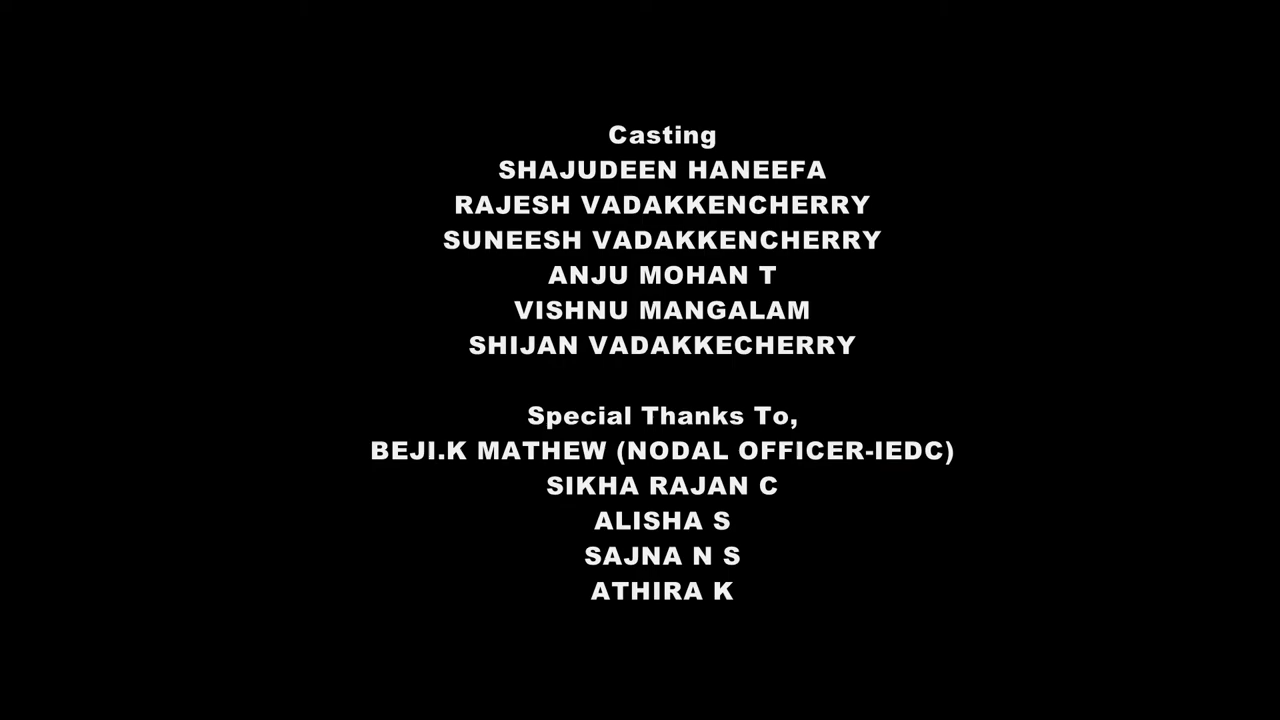 Casting
SHAJUDEEN HANEEFA
RAJESH VADAKKENCHERRY
SUNEESH VADAKKENCHERRY
ANJU MOHAN T
VISHNU MANGALAM
SHIJAN VADAKKECHERRY
Special Thanks To,
BEJI.K MATHEW (NODAL OFFICER-IEDC)
SIKHA RAJAN C
ALISHA S
SAJNA N S
ATHIRA K